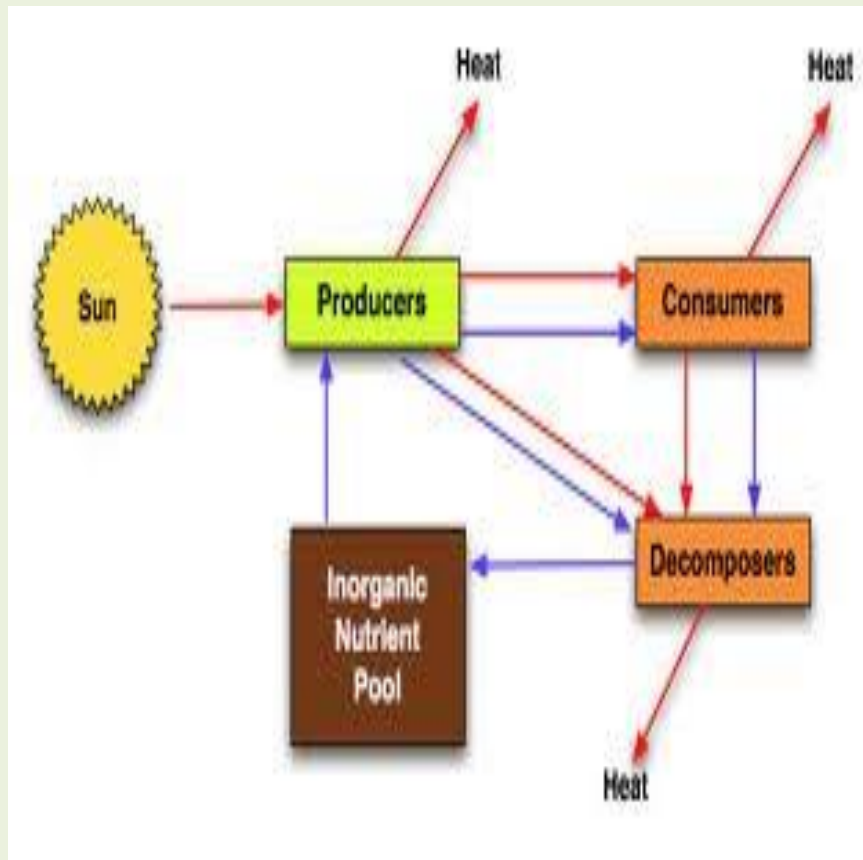 Heat
Heat
Sun
Producers
Consumers
Inorganic
Nutrient
Pool
Decomposers
Heat